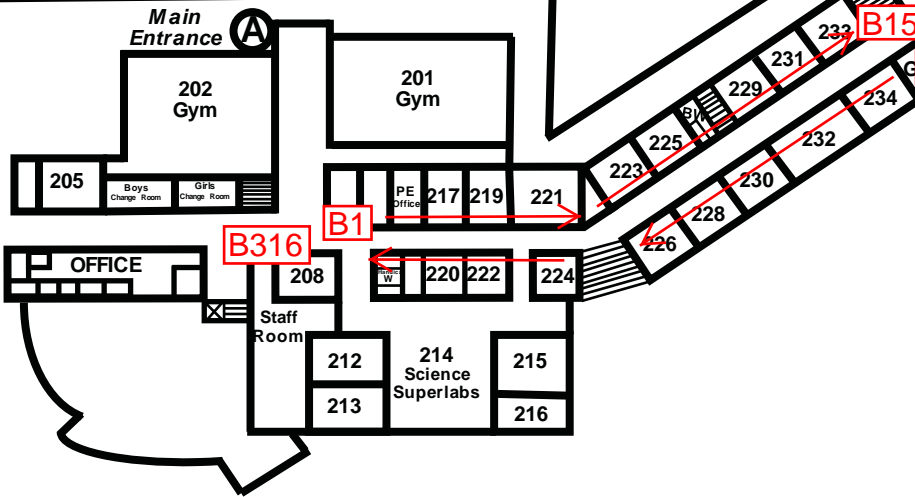 Main
Entrance
A
202
Gym
201
Gym
233
B15
231
229
234
BW
225
232
223
230
228
226
205
Boys
Change Room
Girls
Change Room
PE
Office
217
219
221
B1
B316
OFFICE
208
W
220
222
224
Staff
Room
212
213
214
Science
Superlabs
215
216
G